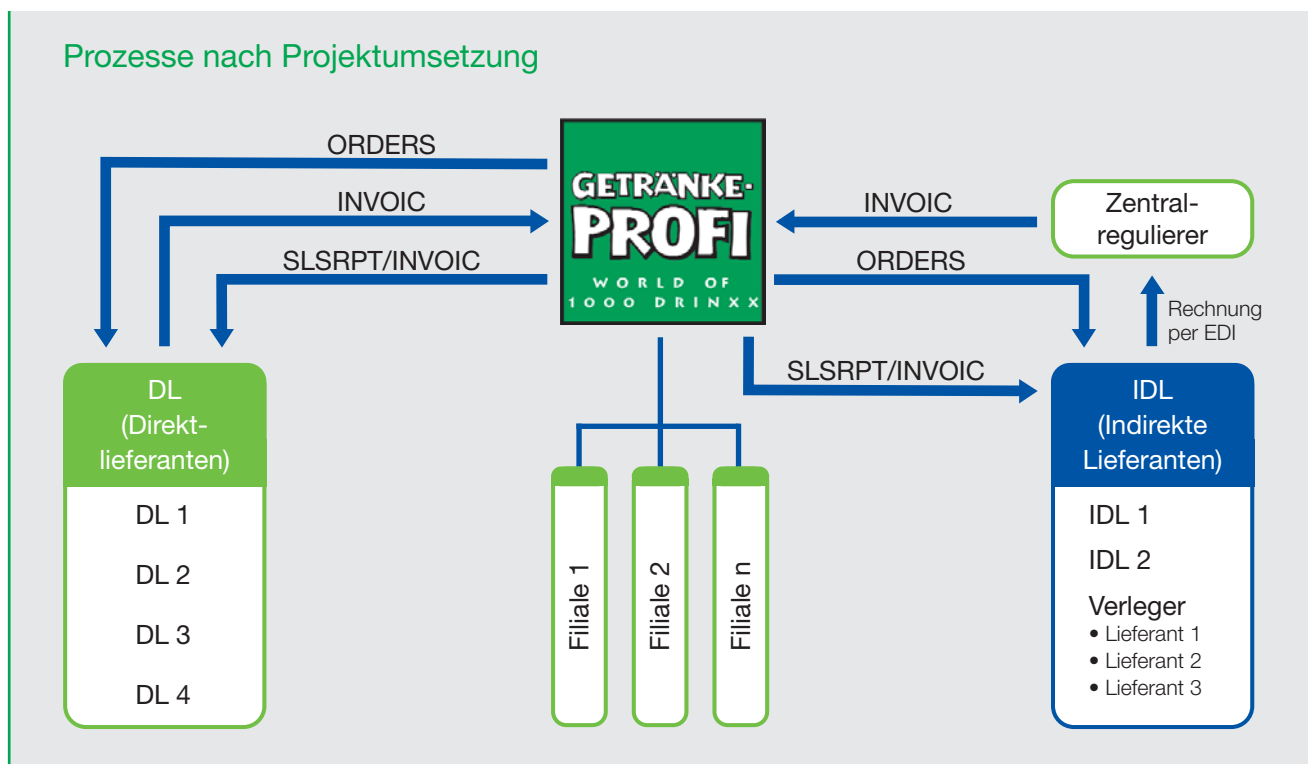 Prozesse nach Projektumsetzung
ORDERS
INVOIC
SLSRPT/INVOIC
GETRÄNKE-
PROFI
WORLD OF
1000 DRINXX
INVOIC
ORDERS
SLSRPT/INVOIC
Zentral-
regulierer
Rechnung
per EDI
DL
(Direkt-
lieferanten)
DL 1
DL 2
DL 3
DL 4
Filiale 1
Filiale 2
Filiale n
IDL
(Indirekte
Lieferanten)
IDL 1
IDL 2
Verleger
• Lieferant 1
• Lieferant 2
• Lieferant 3